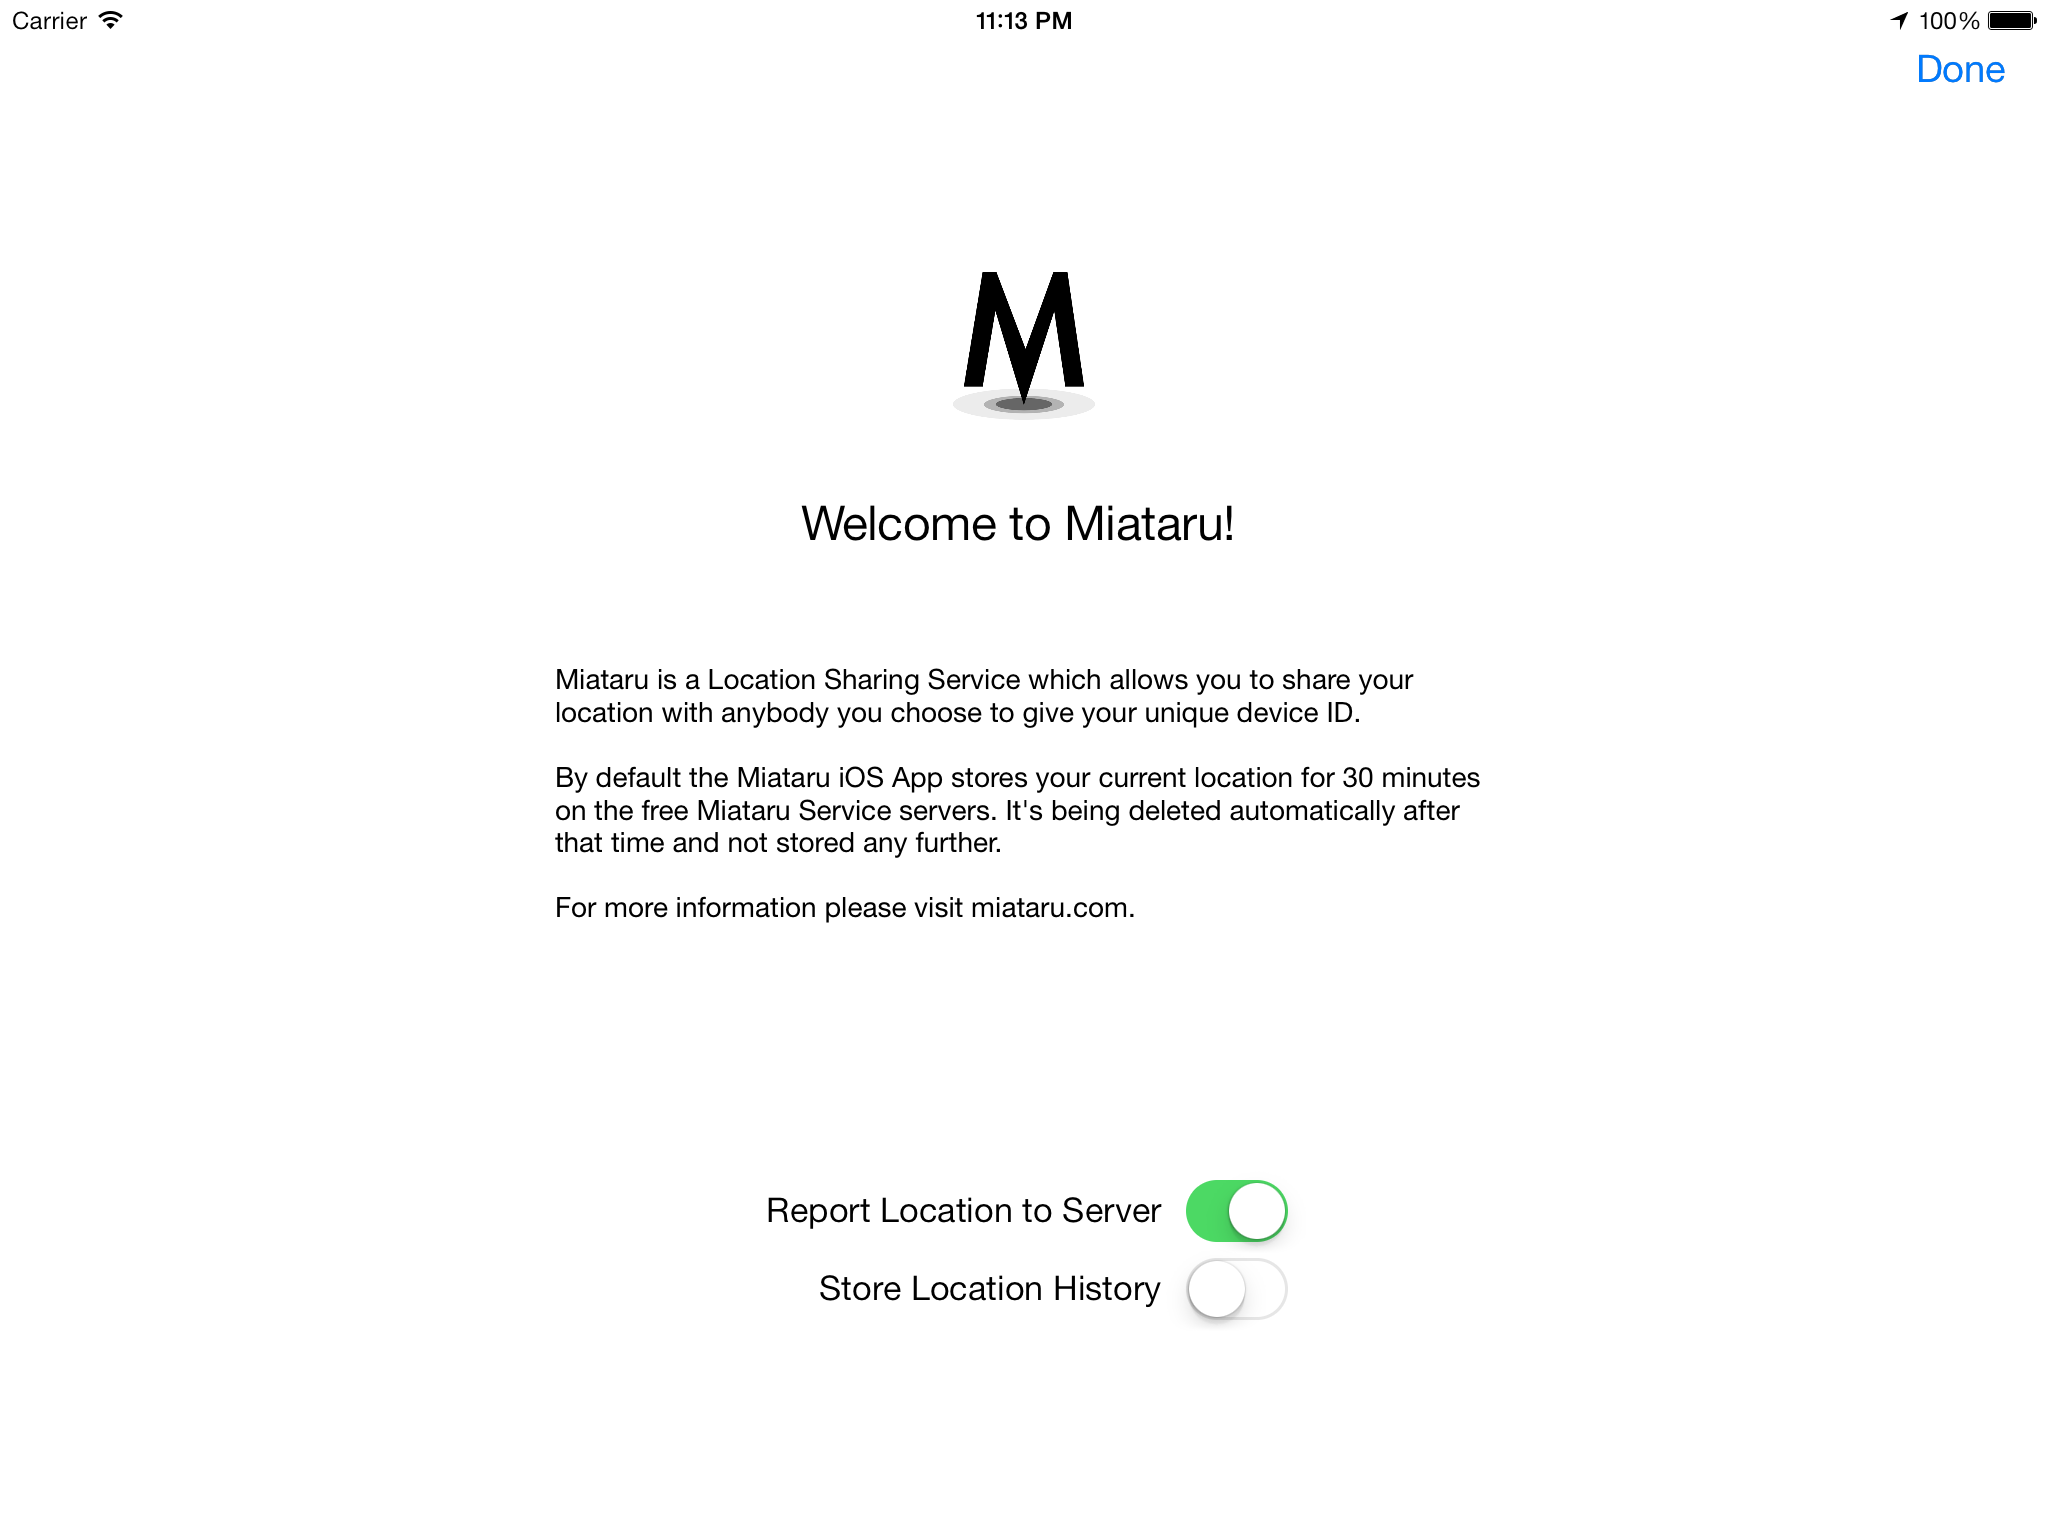 Carrier
11:13 PM
100%
Done
M
Welcome to Miataru!
Miataru is a Location Sharing Service which allows you to share your
location with anybody you choose to give your unique device ID.
By default the Miataru iOS App stores your current location for 30 minutes
on the free Miataru Service servers. It's being deleted automatically after
that time and not stored any further.
For more information please visit miataru.com.
Report Location to Server
Store Location History